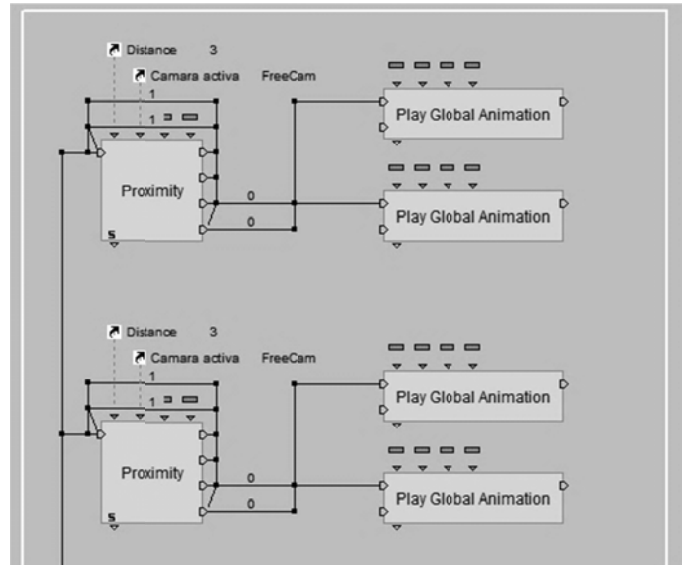 Distance 3
Camara activa FreeCam
1
1
Play Global Animation
Proximity
0
Play Global Animation
0
S
Distance 3
Camara activa FreeCam
1
1
Play Global Animation
Proximity
0
Play Global Animation
0
S